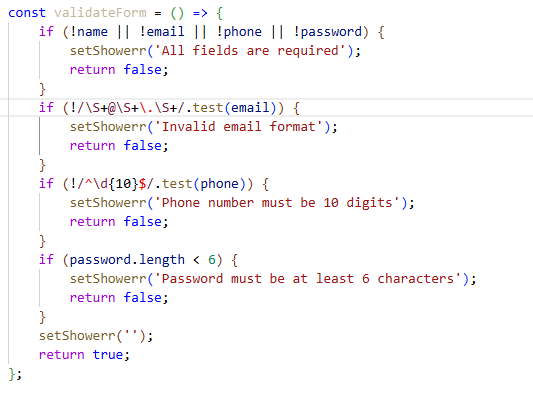 const validateForm = () => {
    if (!name || !email || !phone || !password) {
        setShowerr('All fields are required');
        return false;
    }
    if (!/\S+@\S+\.\S+/.test(email)) {
        setShowerr('Invalid email format');
        return false;
    }
    if (!/^\d{10}$/.test(phone)) {
        setShowerr('Phone number must be 10 digits');
        return false;
    }
    if (password.length < 6) {
        setShowerr('Password must be at least 6 characters');
        return false;
    }
    setShowerr('');
    return true;
};